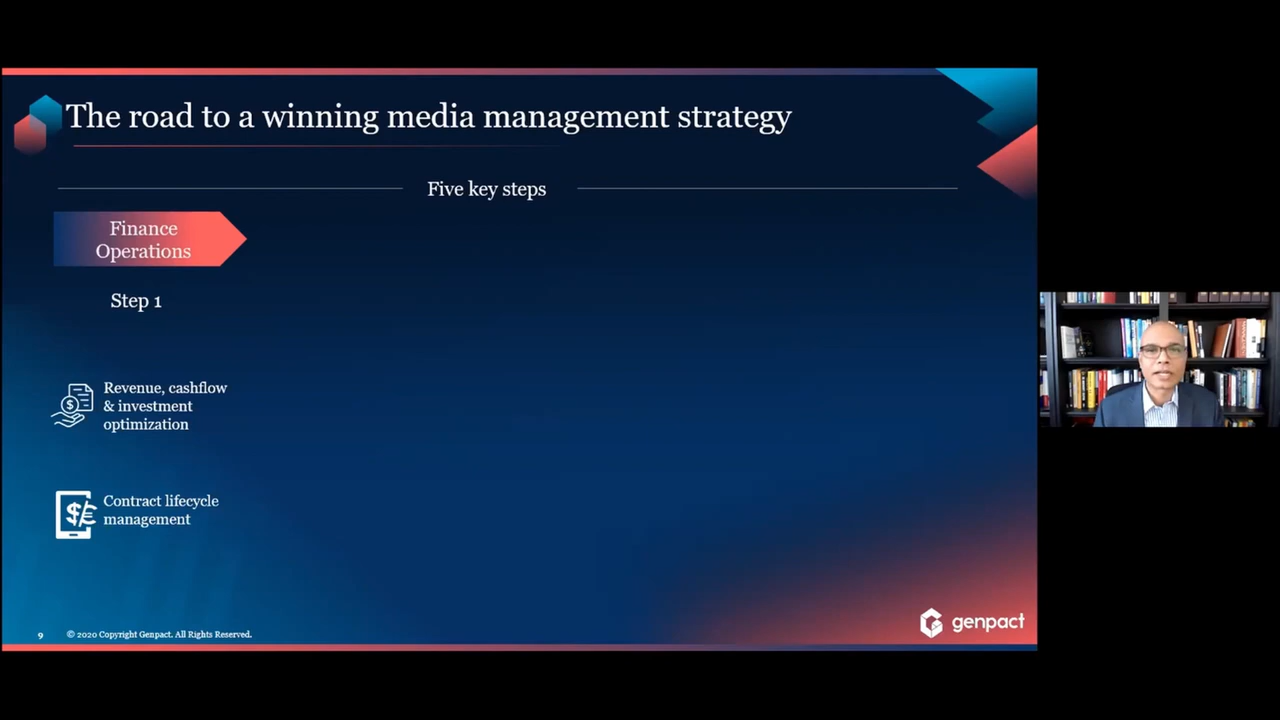 The road to a winning media management strategy
Five key steps
Finance
Operations
Step 1
Revenue, cashflow
& investment
optimization
Contract lifecycle
management
9
© 2020 Copyright Genpact. All Rights Reserved.
genpact